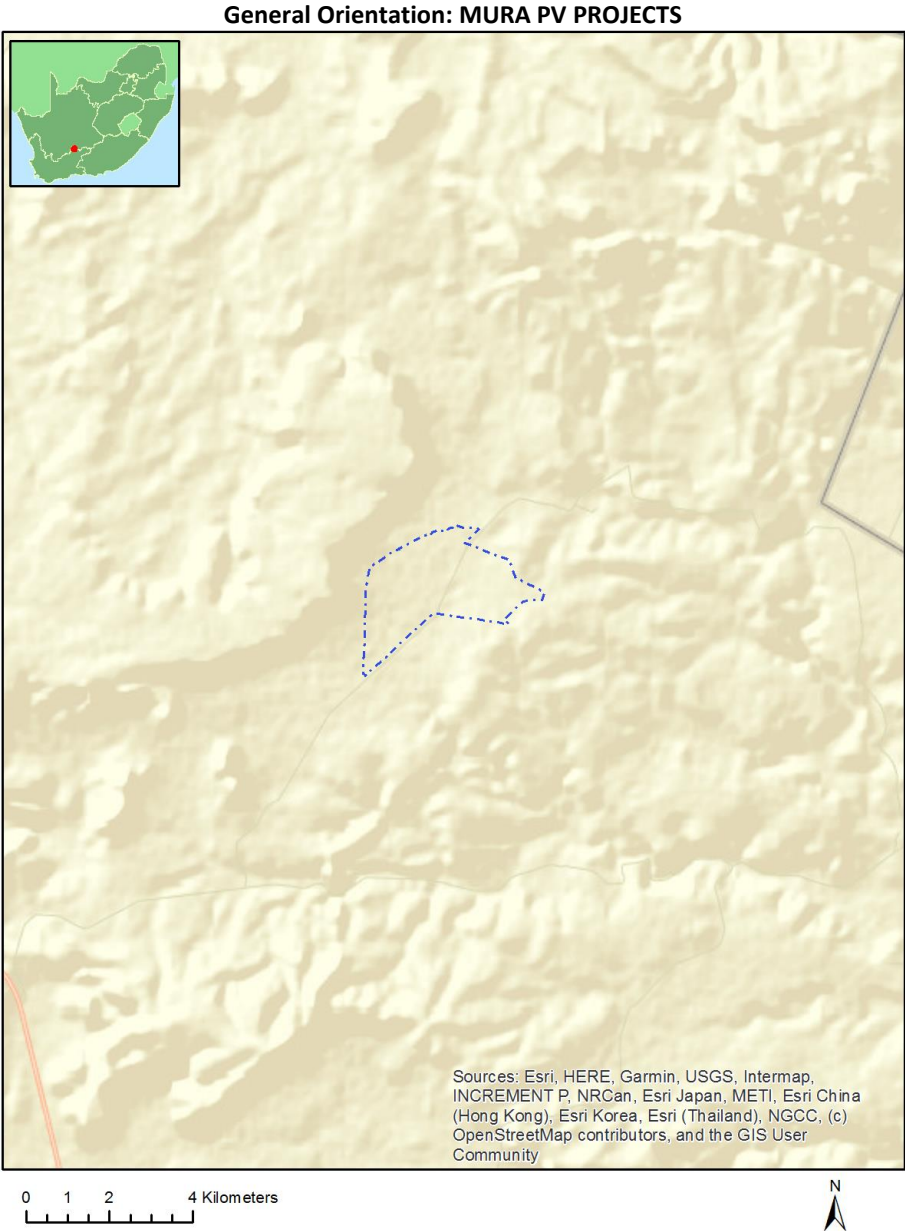 General Orientation: MURA PV PROJECTS
Sources: Esri, HERE, Garmin, USGS, Intermap,
INCREMENT P, NRCan, Esri Japan, METI, Esri China
(Hong Kong), Esri Korea, Esri (Thailand), NGCC, (c)
OpenStreetMap contributors, and the GIS User
Community
0 1 2 4 Kilometers
N